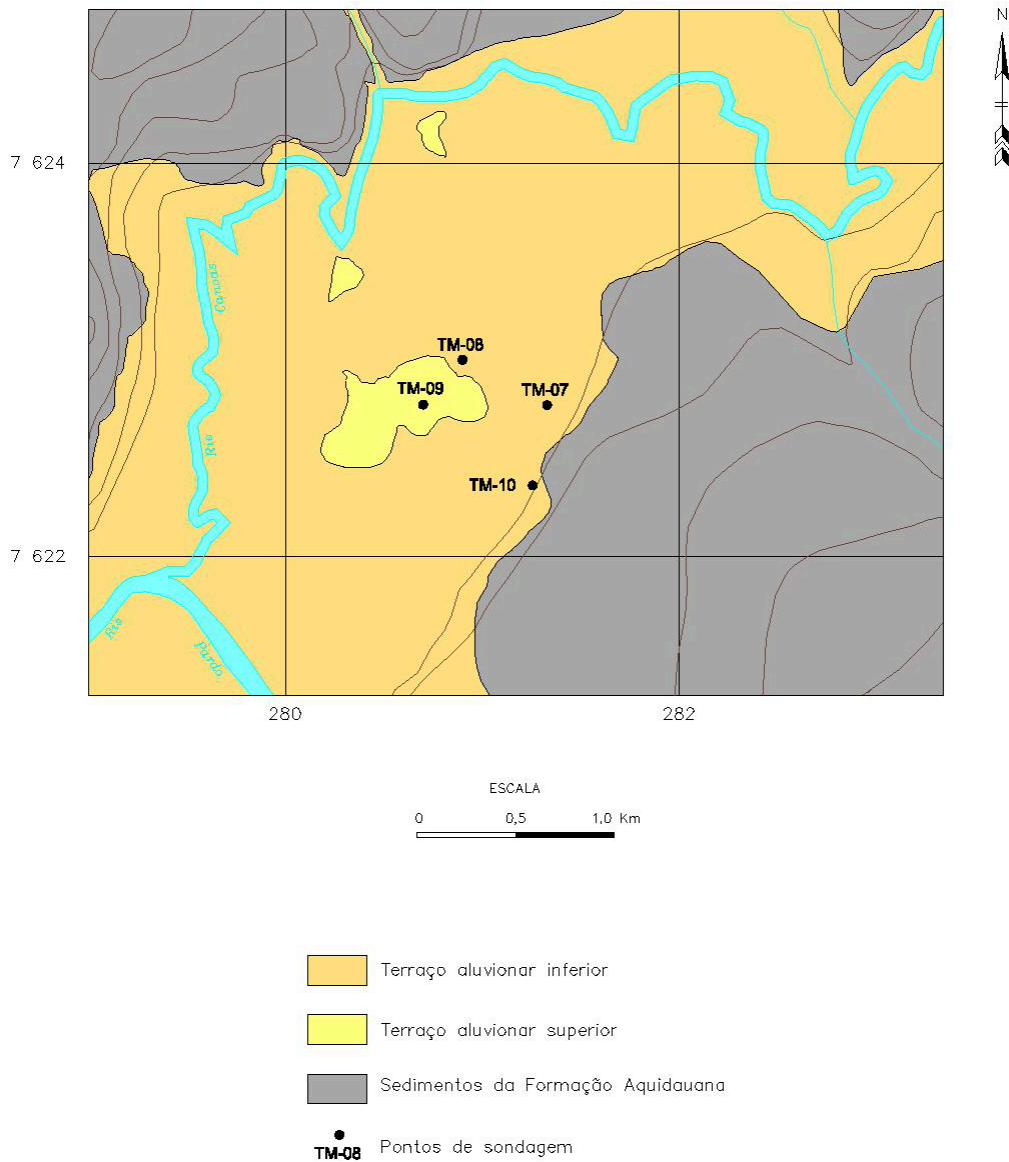 N
7 624
Canoas
Rio
TM-08
TM-09
TM-07
TM-10
7 622
Rio
Pardo
280
282
ESCALA
0 0,5 1,0 Km
Terraço aluvionar inferior
Terraço aluvionar superior
Sedimentos da Formação Aquidauana
TM-08 Pontos de sondagem